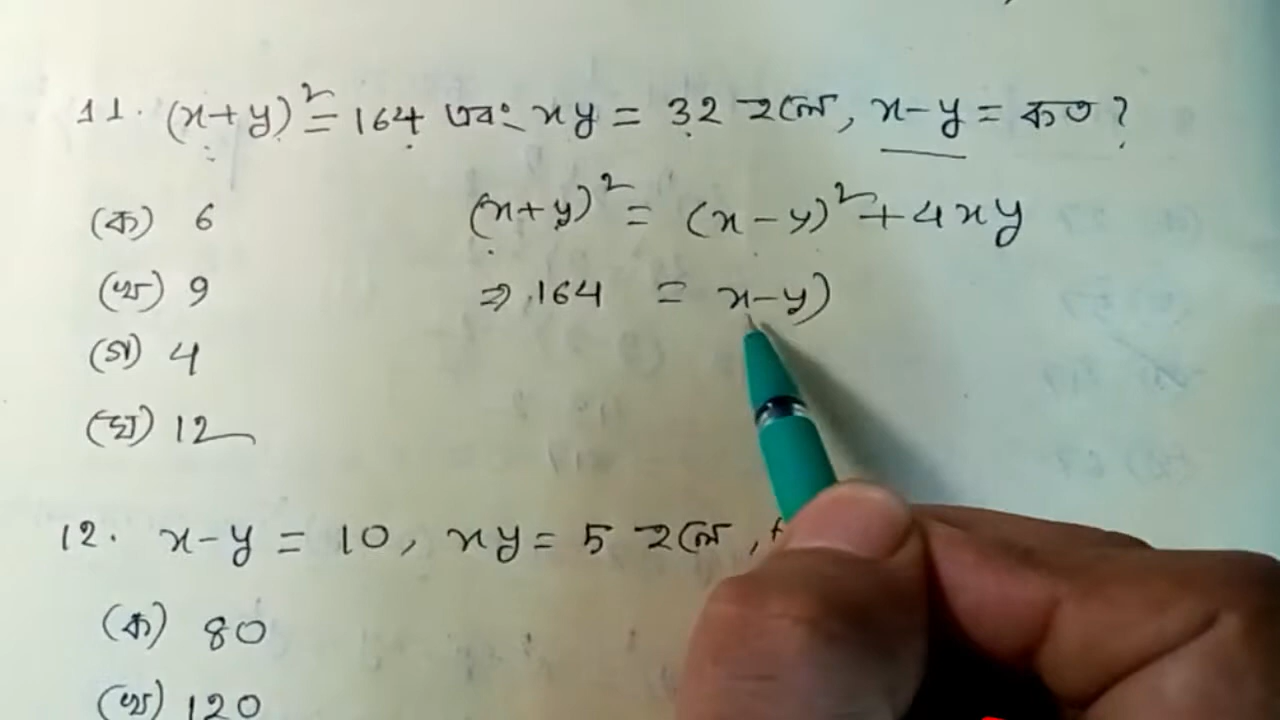 11. (x+y)² = 164 এবং xy = 32 হলে, x-y = কত ?
(x+y)² = (x-y)² + 4xy
(ক) 6
(খ) 9
⇒ 164 = x-y)
(গ) 4
(ঘ) 12
12. x-y = 10, xy = 5 হলে,
(ক) 80
(খ) 120